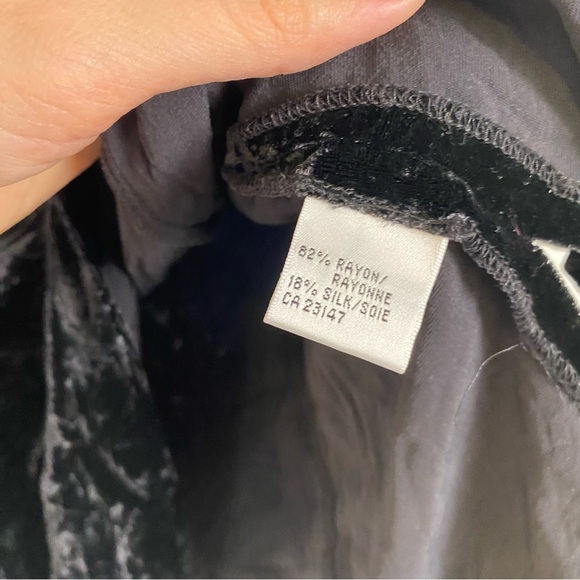 82% RAYON/
RAYONNE
18% SILK/SOIE
CA 23147